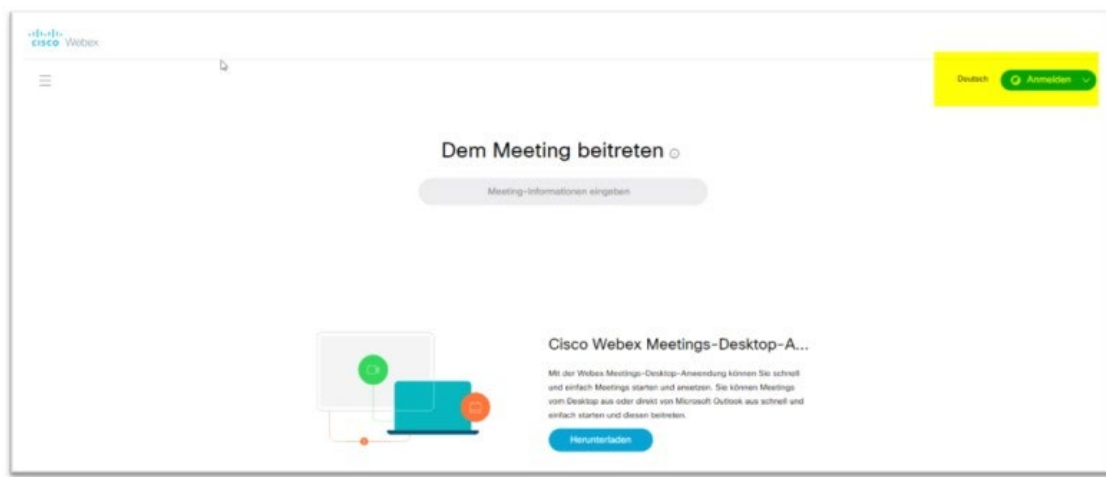 CISCO Webex
Deutsch Anmelden
Dem Meeting beitreten
Meeting-Informationen eingeben
Cisco Webex Meetings-Desktop-A...
Mit der Webex Meetings-Desktop-Anwendung können Sie schnell
und einfach Meetings starten und ansetzen. Sie können Meetings
vom Desktop aus oder direkt von Microsoft Outlook aus schnell und
einfach starten und diesen beitreten.
Herunterladen